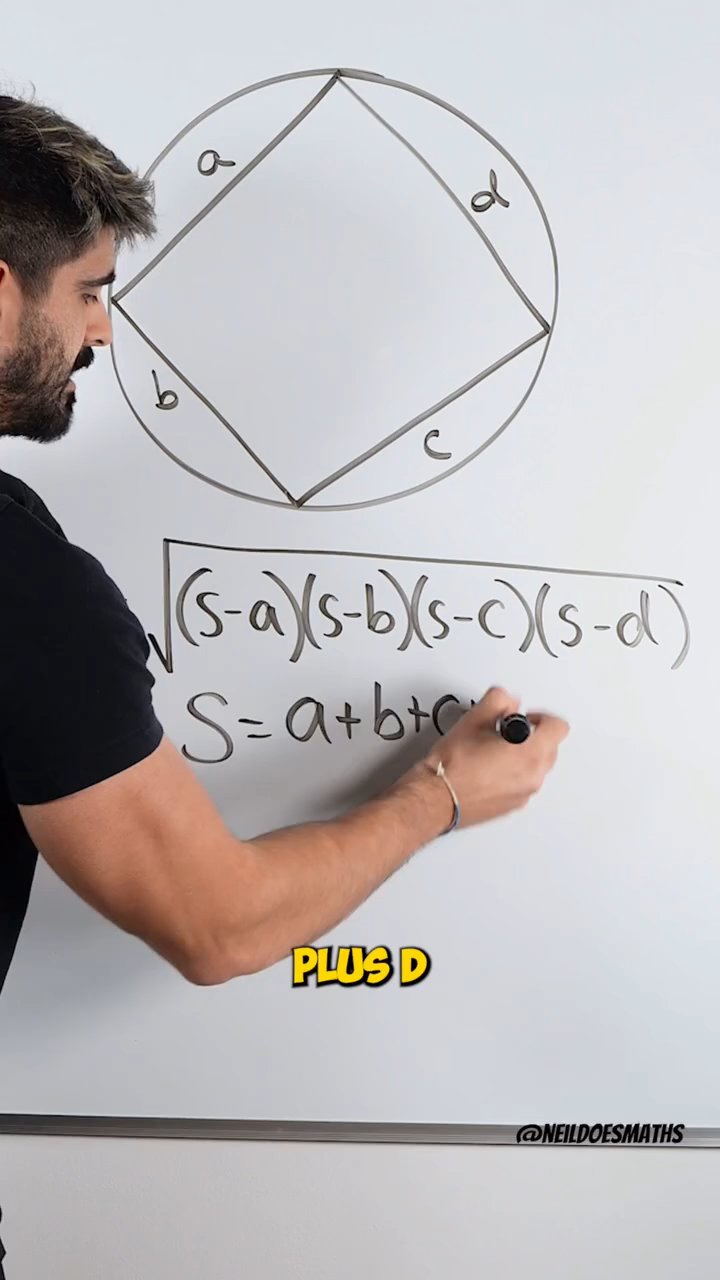 a
d
b
c
√(s-a)(s-b)(s-c)(s-d)
S=a+b+c+
PLUS D
@NEILDOESMATHS